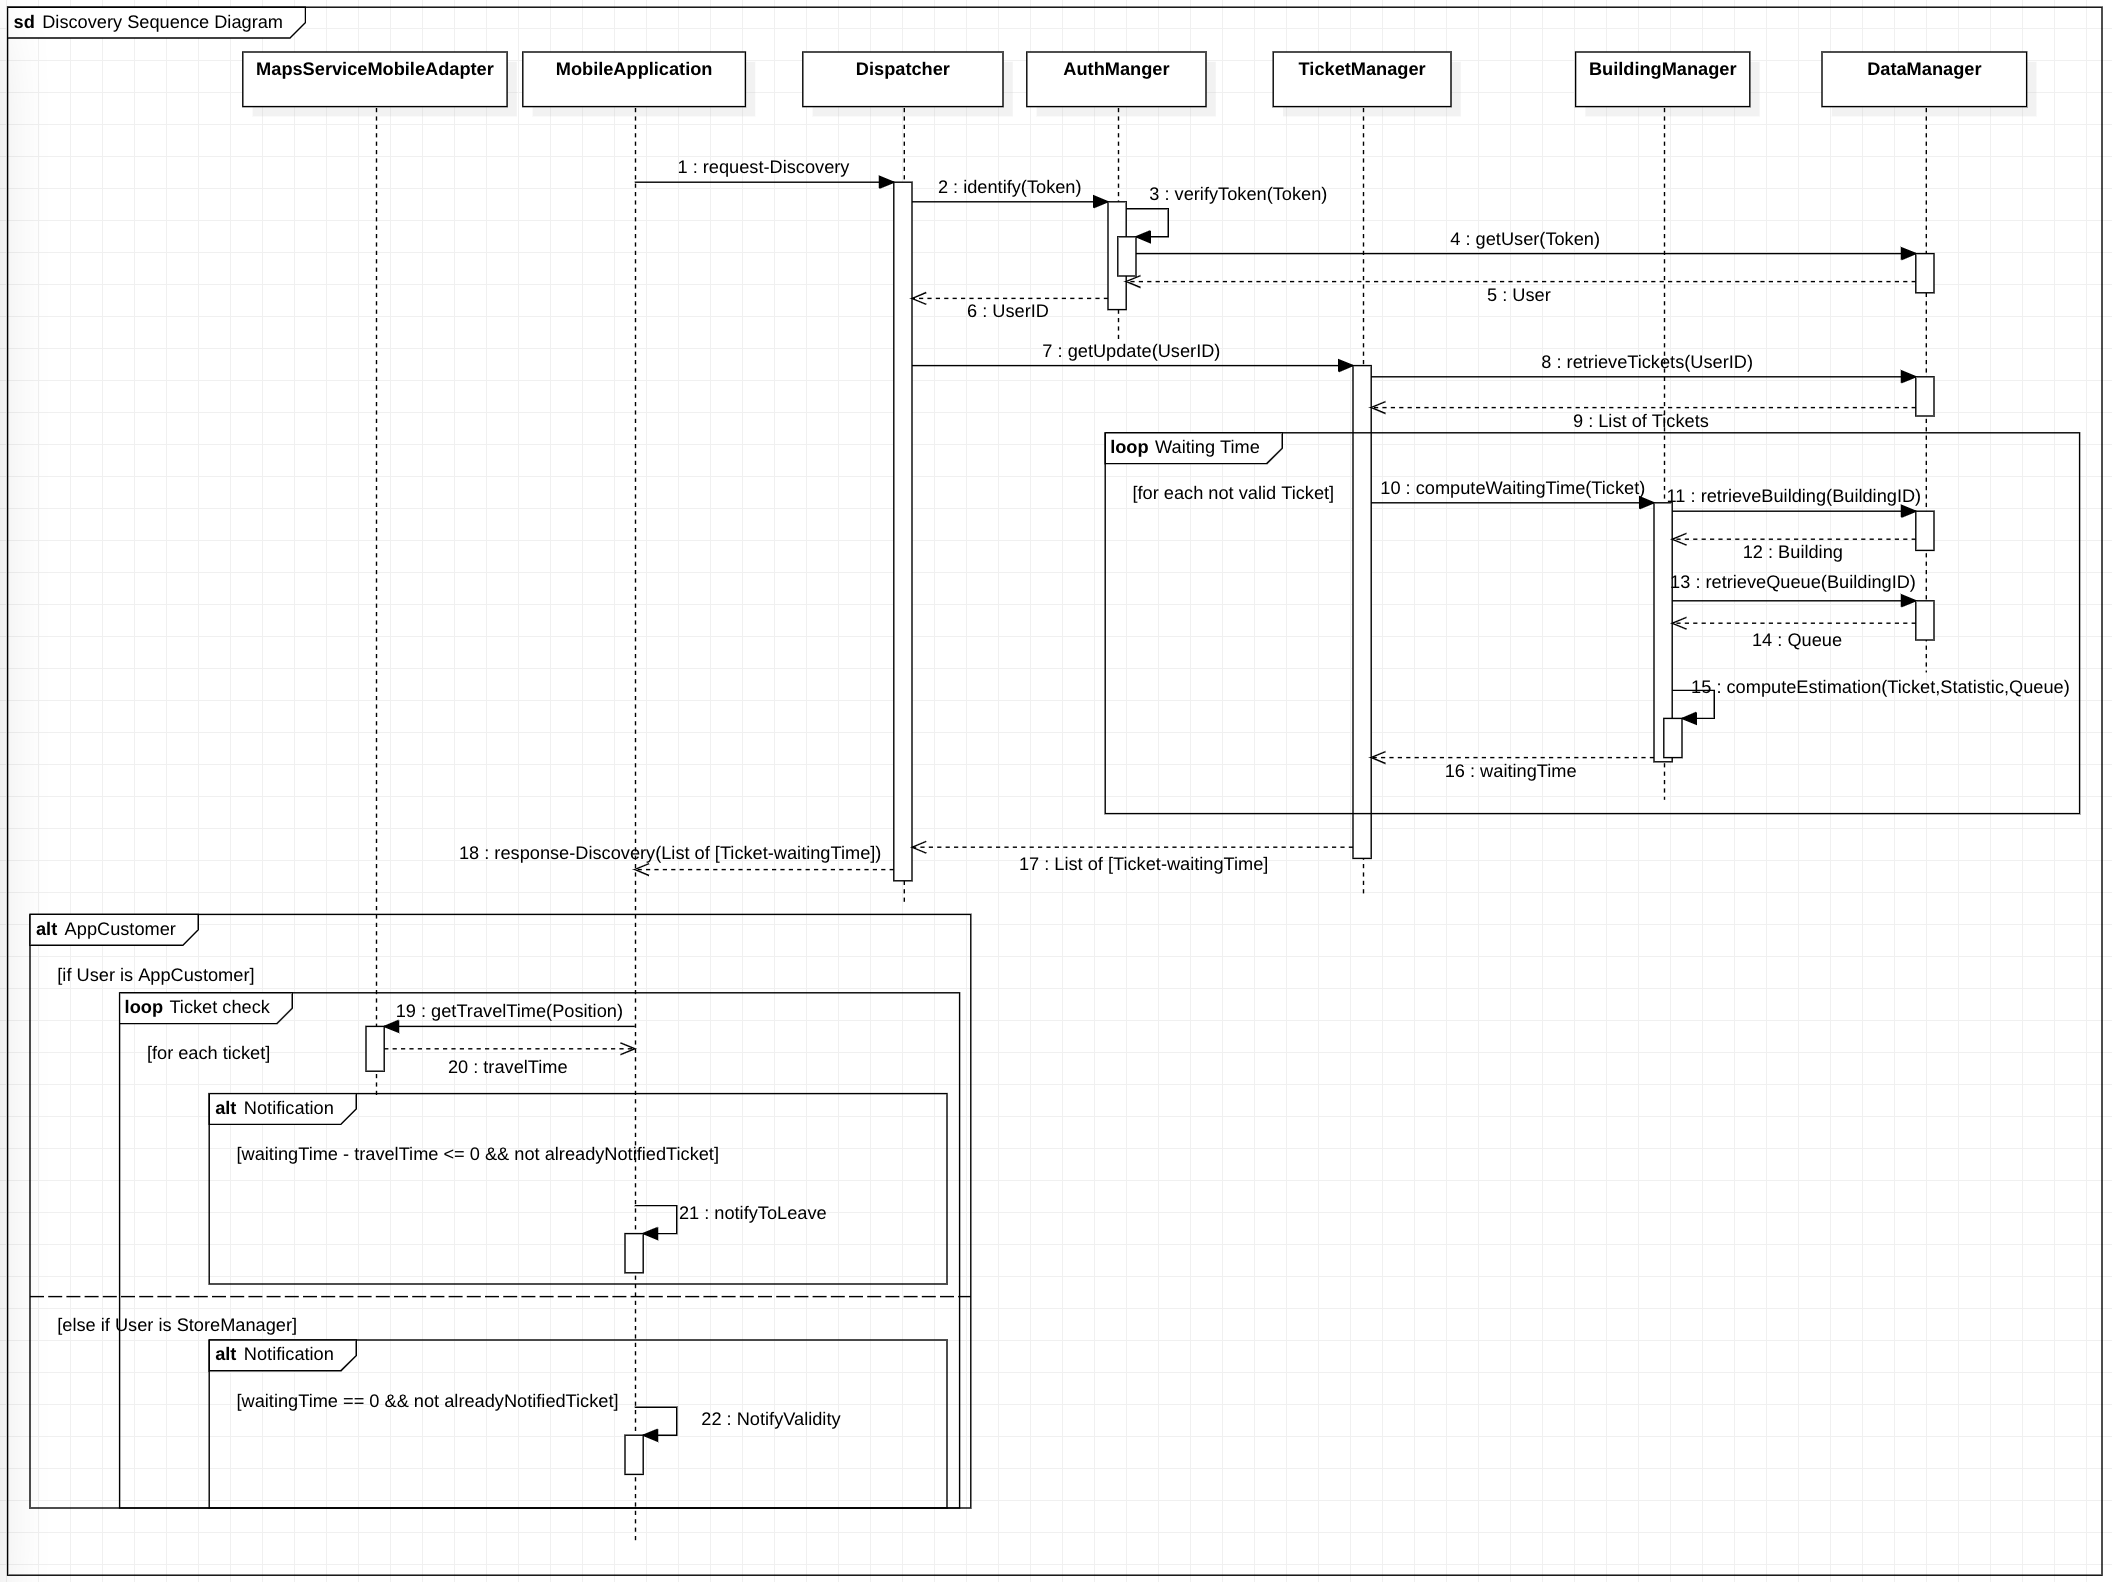 sd Discovery Sequence Diagram
MapsServiceMobileAdapter
MobileApplication
Dispatcher
AuthManger
TicketManager
BuildingManager
DataManager
1 : request-Discovery
2 : identify(Token)
3 : verifyToken(Token)
4 : getUser(Token)
5 : User
6 : UserID
7 : getUpdate(UserID)
8 : retrieveTickets(UserID)
9 : List of Tickets
loop Waiting Time
[for each not valid Ticket]
10 : computeWaitingTime(Ticket)
11 : retrieveBuilding(BuildingID)
12 : Building
13 : retrieveQueue(BuildingID)
14 : Queue
15 : computeEstimation(Ticket,Statistic,Queue)
16 : waitingTime
17 : List of [Ticket-waitingTime]
18 : response-Discovery(List of [Ticket-waitingTime])
alt AppCustomer
[if User is AppCustomer]
loop Ticket check
19 : getTravelTime(Position)
[for each ticket]
20 : travelTime
alt Notification
[waitingTime - travelTime <= 0 && not alreadyNotifiedTicket]
21 : notifyToLeave
[else if User is StoreManager]
alt Notification
[waitingTime == 0 && not alreadyNotifiedTicket]
22 : NotifyValidity